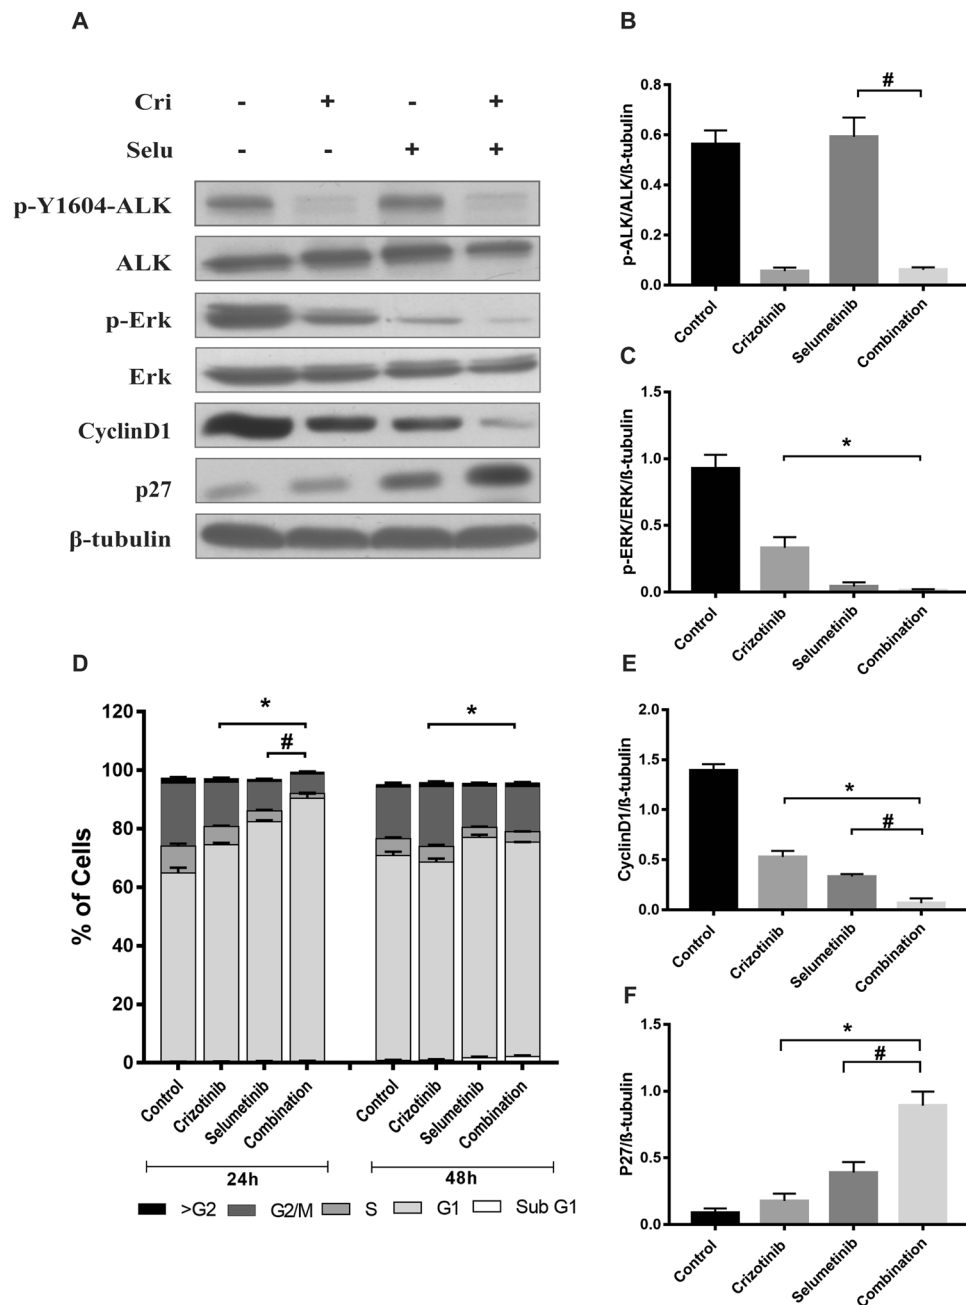 A
Cri - + - +
Selu - - + +
p-Y1604-ALK
ALK
p-Erk
Erk
CyclinD1
p27
β-tubulin
B
p-ALK/ALK/ß-tubulin
0.8
0.6
0.4
0.2
0.0
#
Control
Crizotinib
Selumetinib
Combination
C
p-ERK/ERK/ß-tubulin
1.5
1.0
0.5
0.0
*
Control
Crizotinib
Selumetinib
Combination
D
% of Cells
120
100
80
60
40
20
0
*
#
*
Control
Crizotinib
Selumetinib
Combination
Control
Crizotinib
Selumetinib
Combination
24h
48h
>G2 G2/M S G1 Sub G1
E
CyclinD1/ß-tubulin
2.0
1.5
1.0
0.5
0.0
*
#
Control
Crizotinib
Selumetinib
Combination
F
P27/ß-tubulin
1.5
1.0
0.5
0.0
*
#
Control
Crizotinib
Selumetinib
Combination